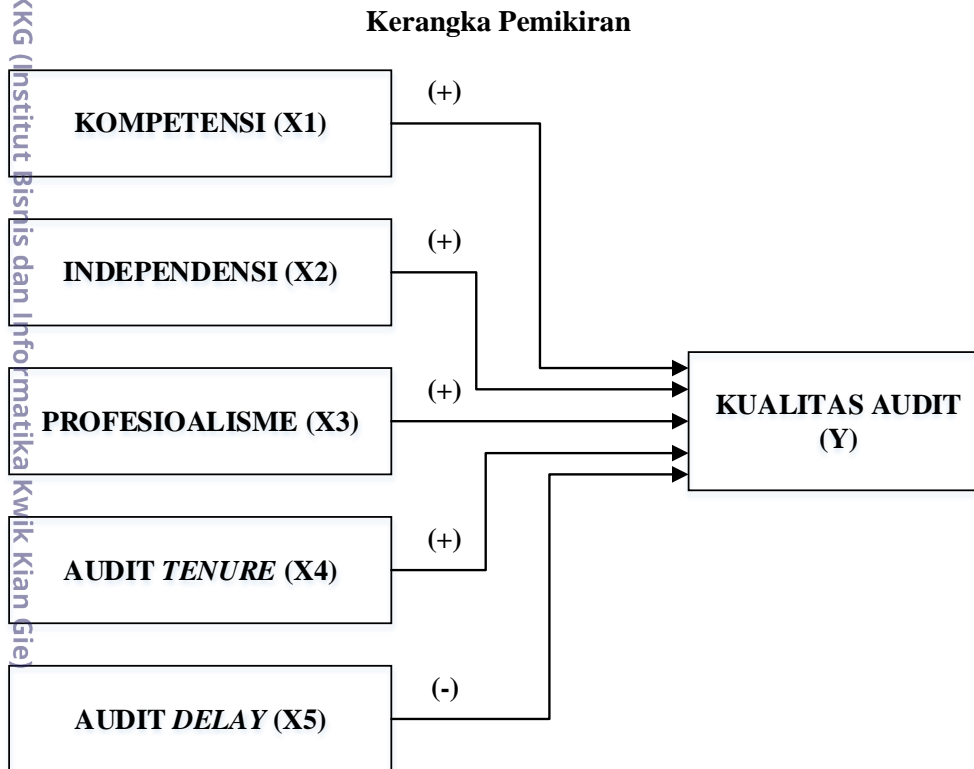 Kerangka Pemikiran
KKG (Institut Bisnis dan Informatika Kwik Kian Gie)
(+)
KOMPETENSI (X1)
(+)
INDEPENDENSI (X2)
(+)
PROFESIOALISME (X3)
KUALITAS AUDIT
(Y)
(+)
AUDIT TENURE (X4)
(-)
AUDIT DELAY (X5)